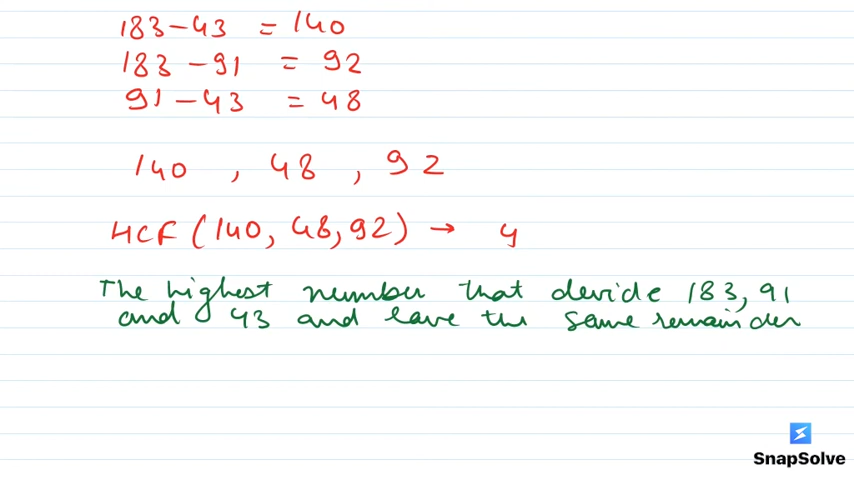 183 - 43 = 140
183 - 91 = 92
91 - 43 = 48
140 , 48 , 92
HCF (140, 48, 92) → 4
The highest number that devide 183, 91
and 43 and leave the same remainder
SnapSolve